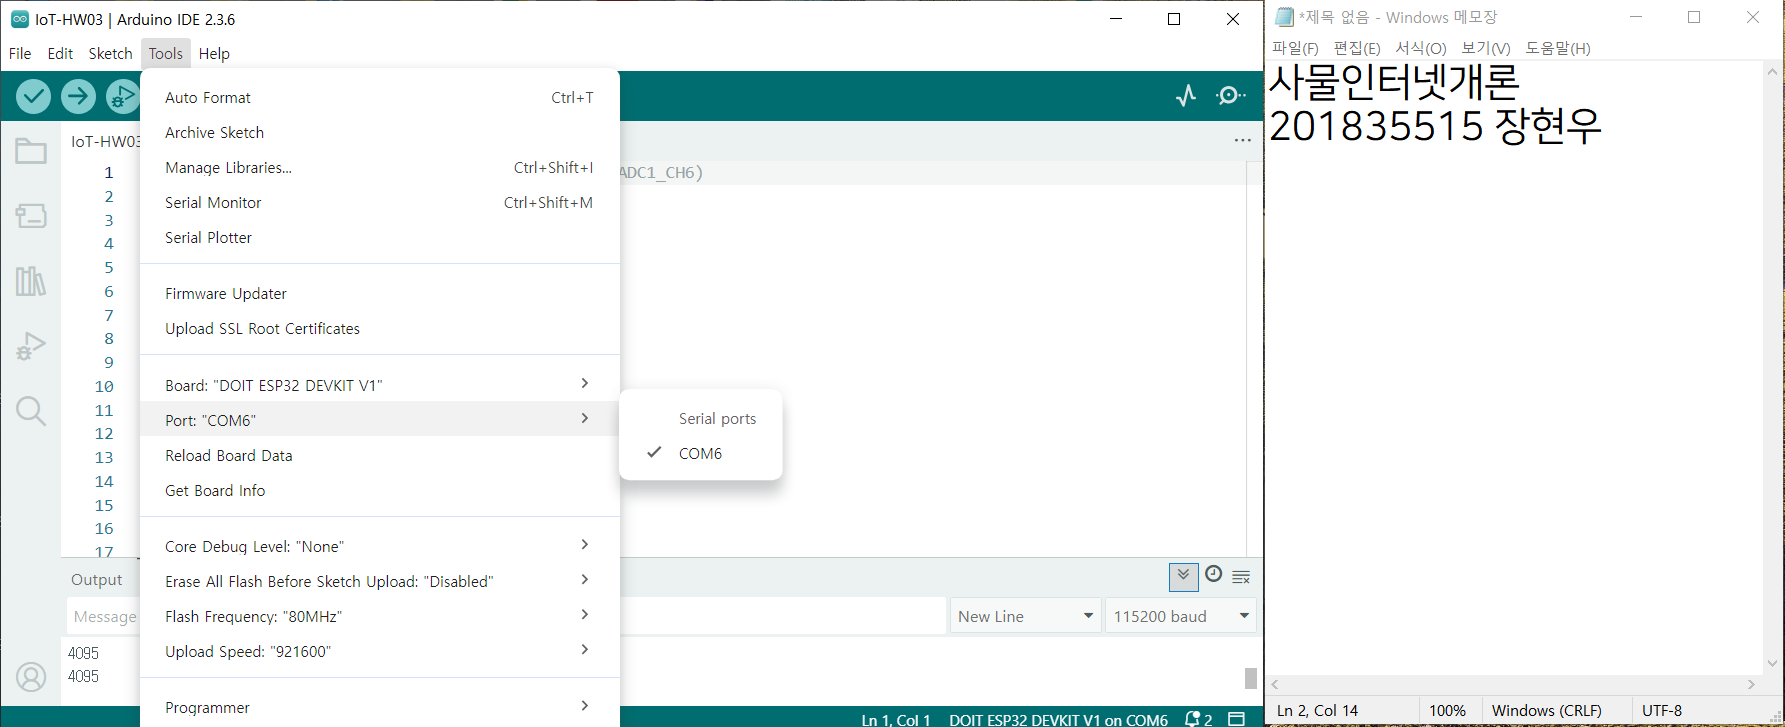 IoT-HW03 | Arduino IDE 2.3.6
File Edit Sketch Tools Help
Auto Format Ctrl+T
Archive Sketch
Manage Libraries... Ctrl+Shift+I
Serial Monitor Ctrl+Shift+M
Serial Plotter
Firmware Updater
Upload SSL Root Certificates
Board: "DOIT ESP32 DEVKIT V1"
Port: "COM6"
Reload Board Data
Get Board Info
Core Debug Level: "None"
Erase All Flash Before Sketch Upload: "Disabled"
Flash Frequency: "80MHz"
Upload Speed: "921600"
Programmer
Serial ports
COM6
IoT-HW03
ADC1_CH6)
1
2
3
4
5
6
7
8
9
10
11
12
13
14
15
16
17
Output
Message
New Line 115200 baud
4095
4095
Ln 1, Col 1 DOIT ESP32 DEVKIT V1 on COM6 2
*제목 없음 - Windows 메모장
파일(F) 편집(E) 서식(O) 보기(V) 도움말(H)
사물인터넷개론
201835515 장현우
Ln 2, Col 14 100% Windows (CRLF) UTF-8